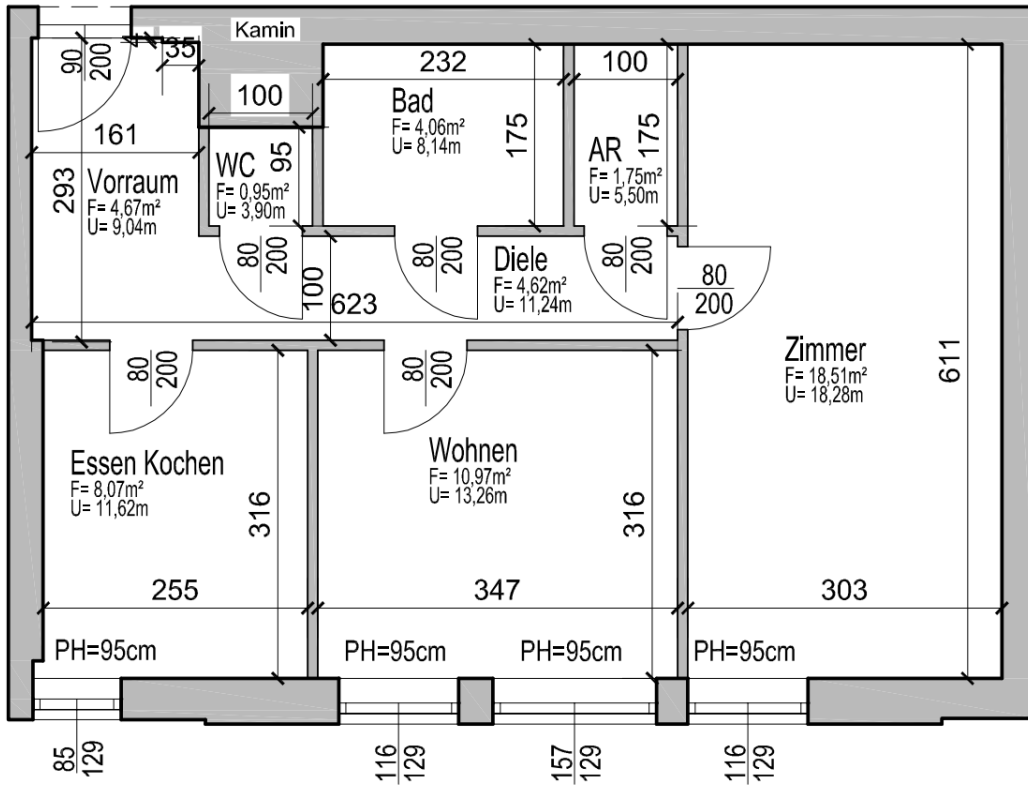 Kamin
90
200
35
100
232
100
161
293
Vorraum
F= 4,67m²
U= 9,04m
WC
F= 0,95m²
U= 3,90m
95
Bad
F= 4,06m²
U= 8,14m
175
AR
F= 1,75m²
U= 5,50m
175
80
200
100
80
200
Diele
F= 4,62m²
U= 11,24m
80
200
80
200
623
80
200
80
200
Zimmer
F= 18,51m²
U= 18,28m
611
Essen Kochen
F= 8,07m²
U= 11,62m
316
Wohnen
F= 10,97m²
U= 13,26m
316
255
347
303
PH=95cm
PH=95cm
PH=95cm
PH=95cm
85
129
116
129
157
129
116
129